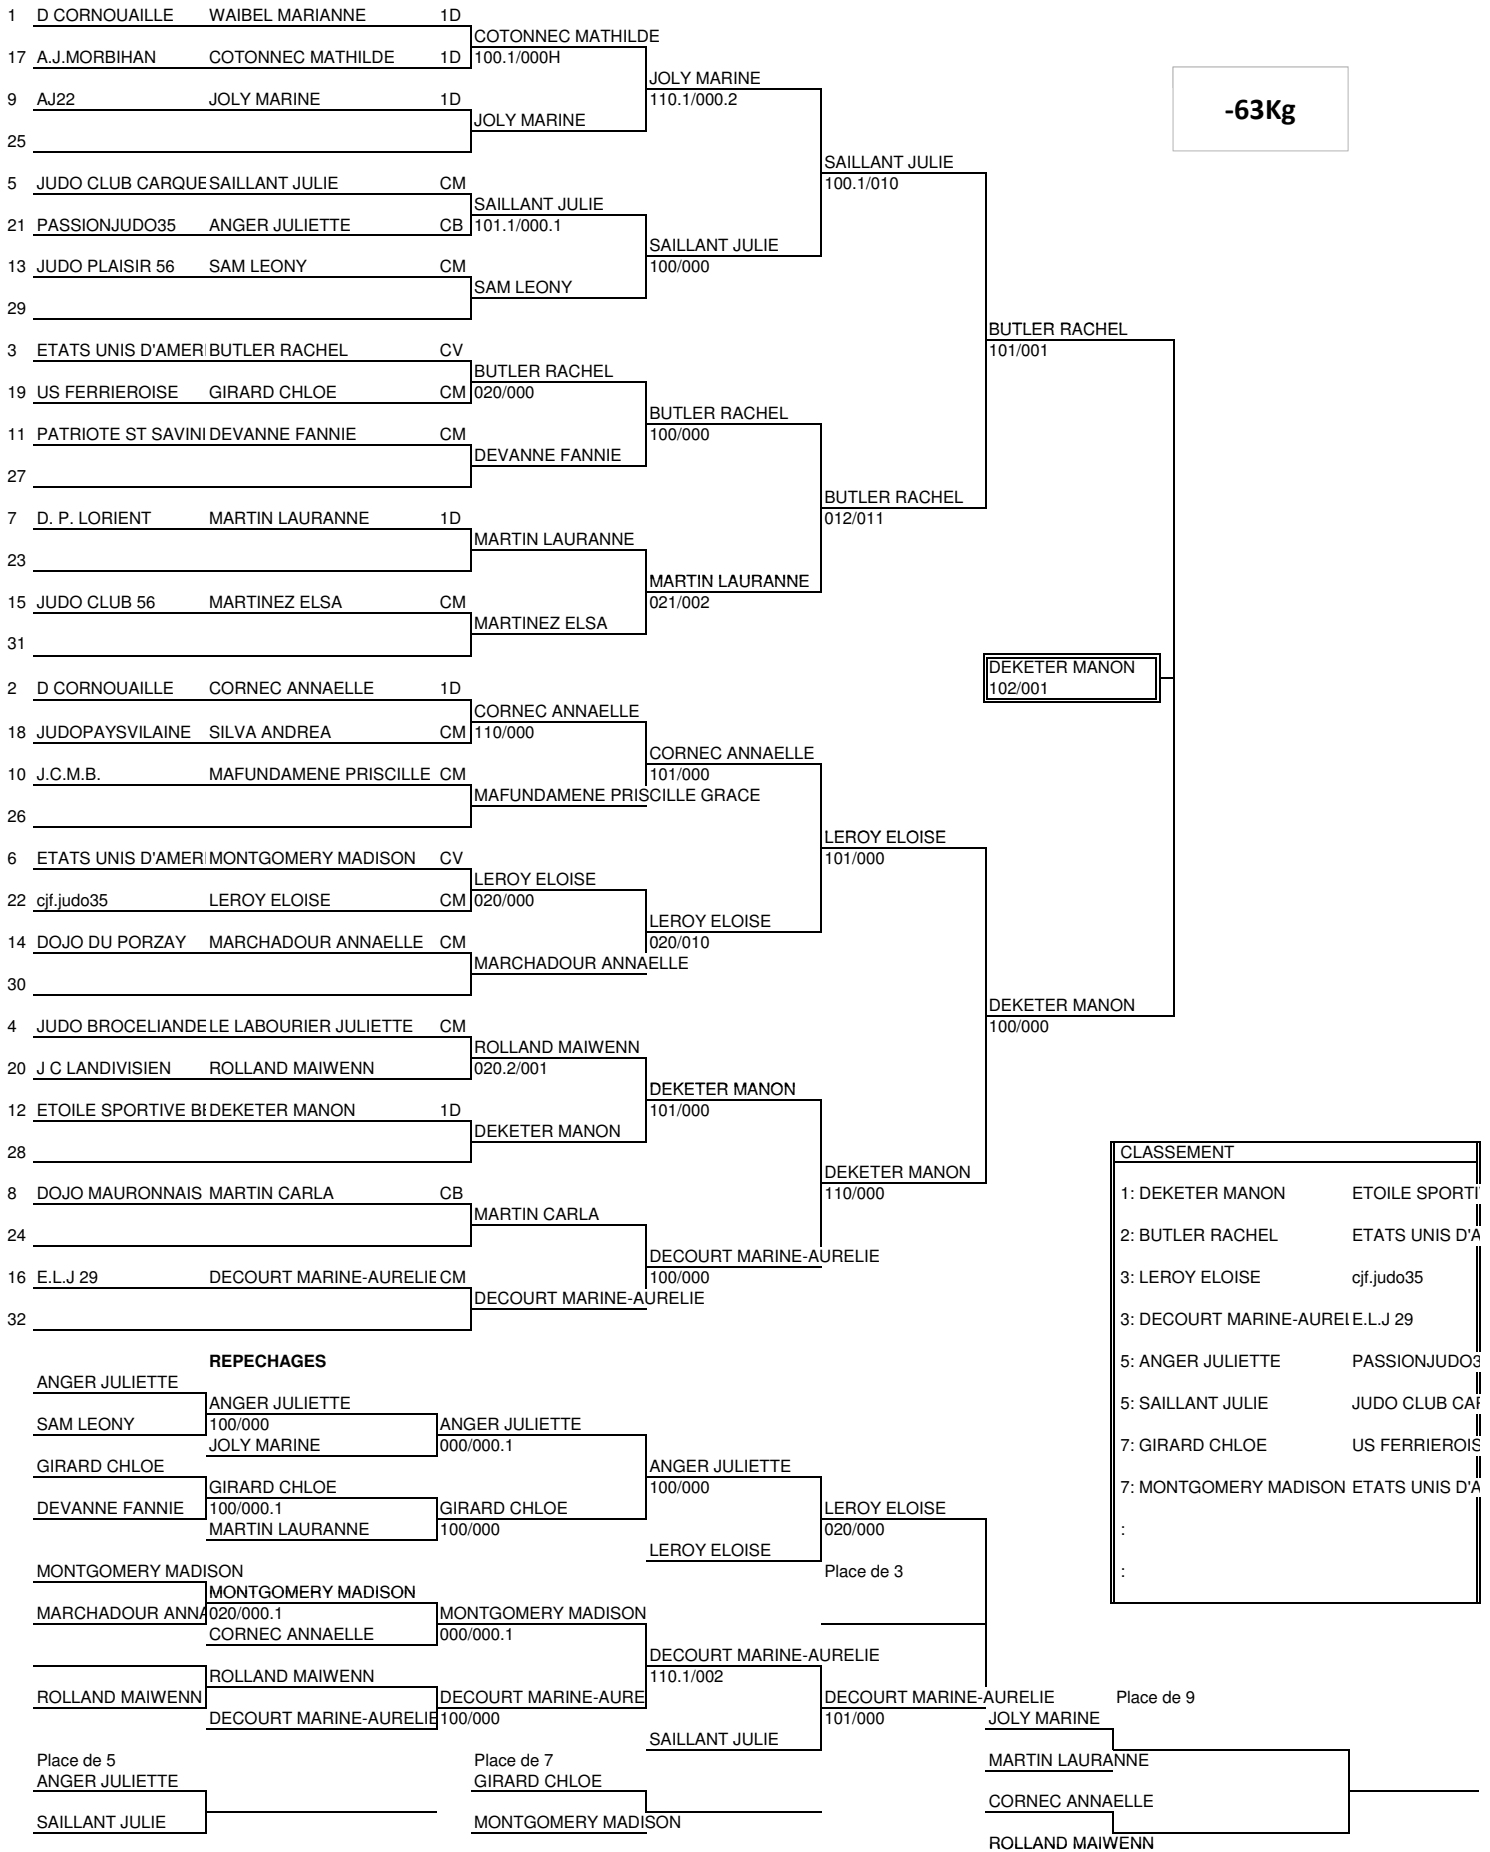 1 D CORNOUAILLE WAIBEL MARIANNE 1D
COTONNEC MATHILDE
17 A.J.MORBIHAN COTONNEC MATHILDE 1D 100.1/000H
JOLY MARINE
9 AJ22 JOLY MARINE 1D 110.1/000.2
-63Kg
JOLY MARINE
25
SAILLANT JULIE
5 JUDO CLUB CARQUE SAILLANT JULIE CM 100.1/010
SAILLANT JULIE
21 PASSIONJUDO35 ANGER JULIETTE CB 101.1/000.1
SAILLANT JULIE
13 JUDO PLAISIR 56 SAM LEONY CM 100/000
SAM LEONY
29
BUTLER RACHEL
3 ETATS UNIS D'AMERI BUTLER RACHEL CV 101/001
BUTLER RACHEL
19 US FERRIEROISE GIRARD CHLOE CM 020/000
BUTLER RACHEL
11 PATRIOTE ST SAVINI DEVANNE FANNIE CM 100/000
DEVANNE FANNIE
27
BUTLER RACHEL
7 D. P. LORIENT MARTIN LAURANNE 1D 012/011
MARTIN LAURANNE
23
MARTIN LAURANNE
15 JUDO CLUB 56 MARTINEZ ELSA CM 021/002
MARTINEZ ELSA
31
DEKETER MANON
2 D CORNOUAILLE CORNEC ANNAELLE 1D 102/001
CORNEC ANNAELLE
18 JUDOPAYSVILAINE SILVA ANDREA CM 110/000
CORNEC ANNAELLE
10 J.C.M.B. MAFUNDAMENE PRISCILLE CM 101/000
MAFUNDAMENE PRISCILLE GRACE
26
LEROY ELOISE
6 ETATS UNIS D'AMERI MONTGOMERY MADISON CV 101/000
LEROY ELOISE
22 cjf.judo35 LEROY ELOISE CM 020/000
LEROY ELOISE
14 DOJO DU PORZAY MARCHADOUR ANNAELLE CM 020/010
MARCHADOUR ANNAELLE
30
DEKETER MANON
4 JUDO BROCELIANDE LE LABOURIER JULIETTE CM 100/000
ROLLAND MAIWENN
20 J C LANDIVISIEN ROLLAND MAIWENN 020.2/001
DEKETER MANON
12 ETOILE SPORTIVE BE DEKETER MANON 1D 101/000
DEKETER MANON
28
CLASSEMENT
DEKETER MANON
8 DOJO MAURONNAIS MARTIN CARLA CB 110/000
1: DEKETER MANON ETOILE SPORTI
MARTIN CARLA
24
2: BUTLER RACHEL ETATS UNIS D'A
DECOURT MARINE-AURELIE
16 E.L.J 29 DECOURT MARINE-AURELIE CM 100/000
3: LEROY ELOISE cjf.judo35
DECOURT MARINE-AURELIE
32
3: DECOURT MARINE-AUREL E.L.J 29
REPECHAGES
5: ANGER JULIETTE PASSIONJUDO3
ANGER JULIETTE
ANGER JULIETTE
5: SAILLANT JULIE JUDO CLUB CAR
SAM LEONY 100/000 ANGER JULIETTE
JOLY MARINE 000/000.1
7: GIRARD CHLOE US FERRIEROIS
GIRARD CHLOE ANGER JULIETTE
GIRARD CHLOE 100/000
7: MONTGOMERY MADISON ETATS UNIS D'A
DEVANNE FANNIE 100/000.1 GIRARD CHLOE LEROY ELOISE
MARTIN LAURANNE 100/000 020/000
:
LEROY ELOISE
MONTGOMERY MADISON Place de 3
:
MONTGOMERY MADISON
MARCHADOUR ANNA 020/000.1 MONTGOMERY MADISON
CORNEC ANNAELLE 000/000.1
DECOURT MARINE-AURELIE
ROLLAND MAIWENN 110.1/002
ROLLAND MAIWENN DECOURT MARINE-AURE DECOURT MARINE-AURELIE Place de 9
DECOURT MARINE-AURELIE 100/000 101/000 JOLY MARINE
SAILLANT JULIE
Place de 5 Place de 7 MARTIN LAURANNE
ANGER JULIETTE GIRARD CHLOE
CORNEC ANNAELLE
SAILLANT JULIE MONTGOMERY MADISON
ROLLAND MAIWENN